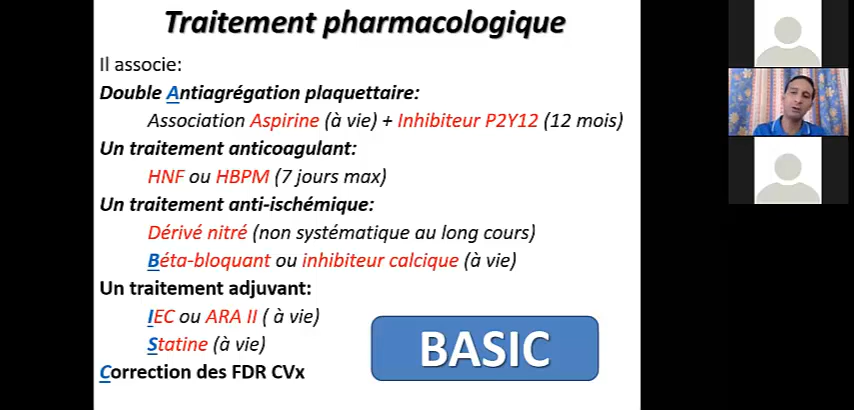 Traitement pharmacologique
Il associe:
Double Antiagrégation plaquettaire:
Association Aspirine (à vie) + Inhibiteur P2Y12 (12 mois)
Un traitement anticoagulant:
HNF ou HBPM (7 jours max)
Un traitement anti-ischémique:
Dérivé nitré (non systématique au long cours)
Béta-bloquant ou inhibiteur calcique (à vie)
Un traitement adjuvant:
IEC ou ARA II ( à vie)
Statine (à vie)
Correction des FDR CVx
BASIC